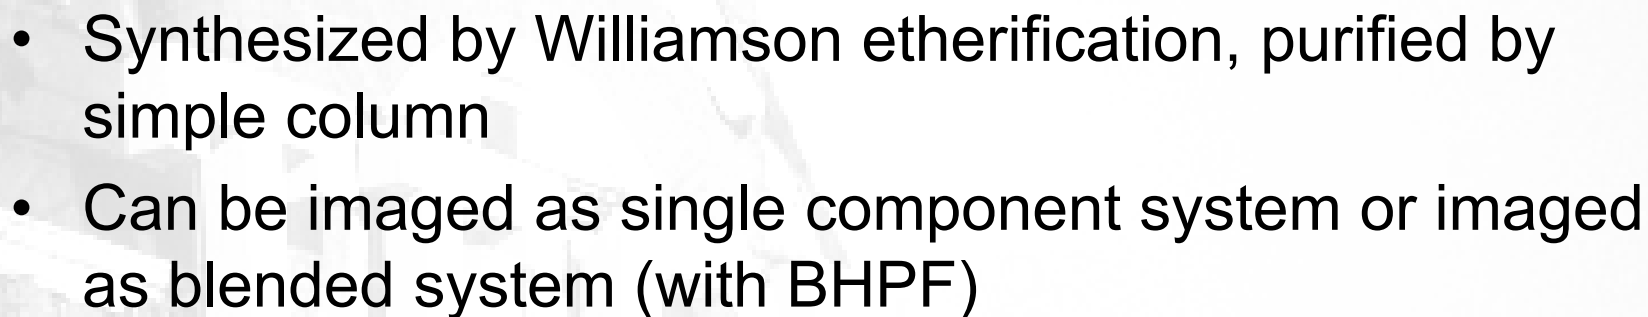 • Synthesized by Williamson etherification, purified by
simple column
• Can be imaged as single component system or imaged
as blended system (with BHPF)